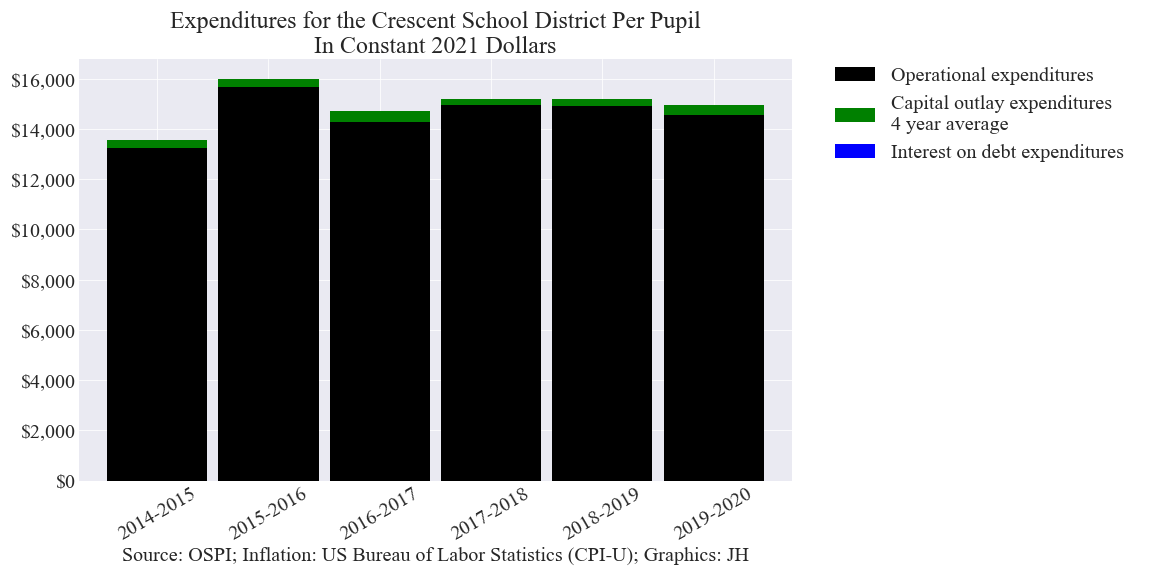 Expenditures for the Crescent School District Per Pupil
In Constant 2021 Dollars
$16,000
$14,000
$12,000
$10,000
$8,000
$6,000
$4,000
$2,000
$0
2014-2015
2015-2016
2016-2017
2017-2018
2018-2019
2019-2020
Source: OSPI; Inflation: US Bureau of Labor Statistics (CPI-U); Graphics: JH
Operational expenditures
Capital outlay expenditures
4 year average
Interest on debt expenditures